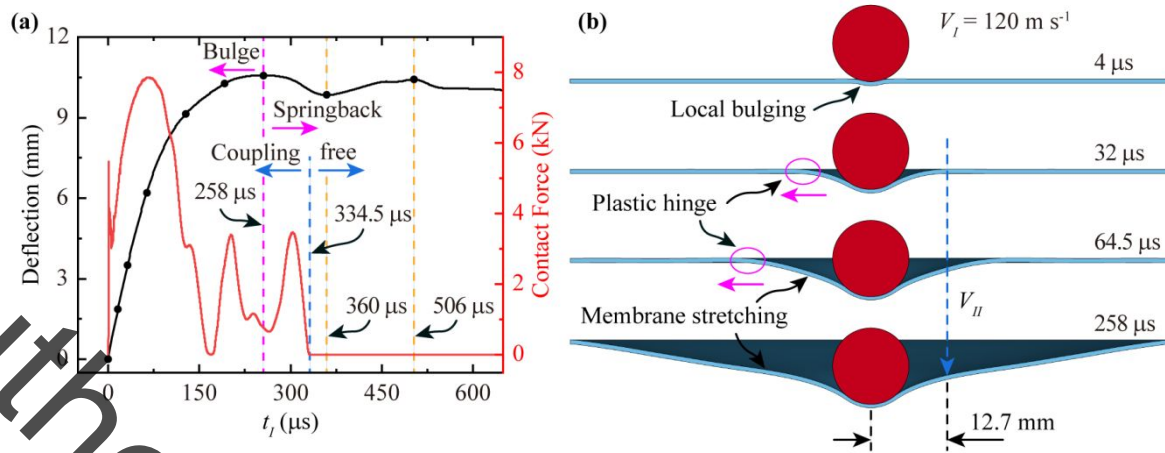 (a)
12
9
6
3
0
Deflection (mm)
Bulge
Springback
Coupling free
258 μs
334.5 μs
360 μs
506 μs
8
6
4
2
0
Contact Force (kN)
0 150 300 450 600
t_I (μs)
(b)
V_I = 120 m s⁻¹
4 μs
Local bulging
32 μs
Plastic hinge
64.5 μs
Membrane stretching
V_II
258 μs
12.7 mm